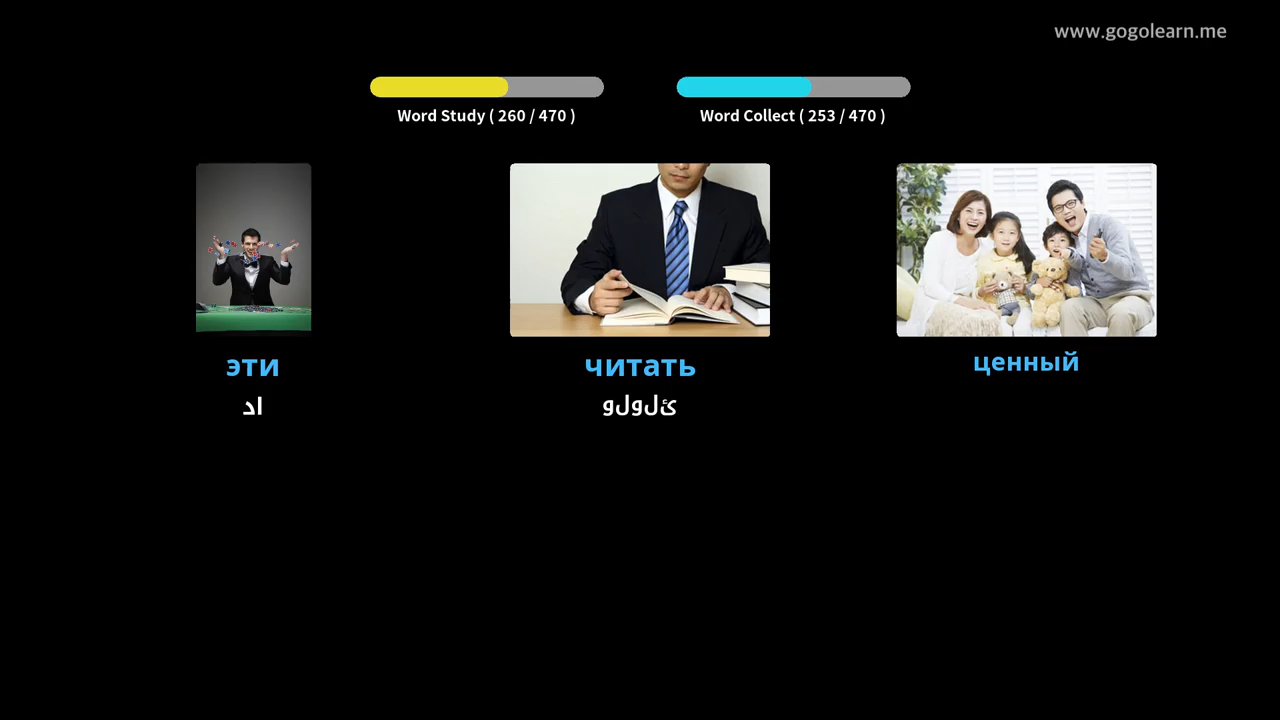 www.gogolearn.me
Word Study ( 260 / 470 )
Word Collect ( 253 / 470 )
эти
читать
ценный
اد
ئلولو